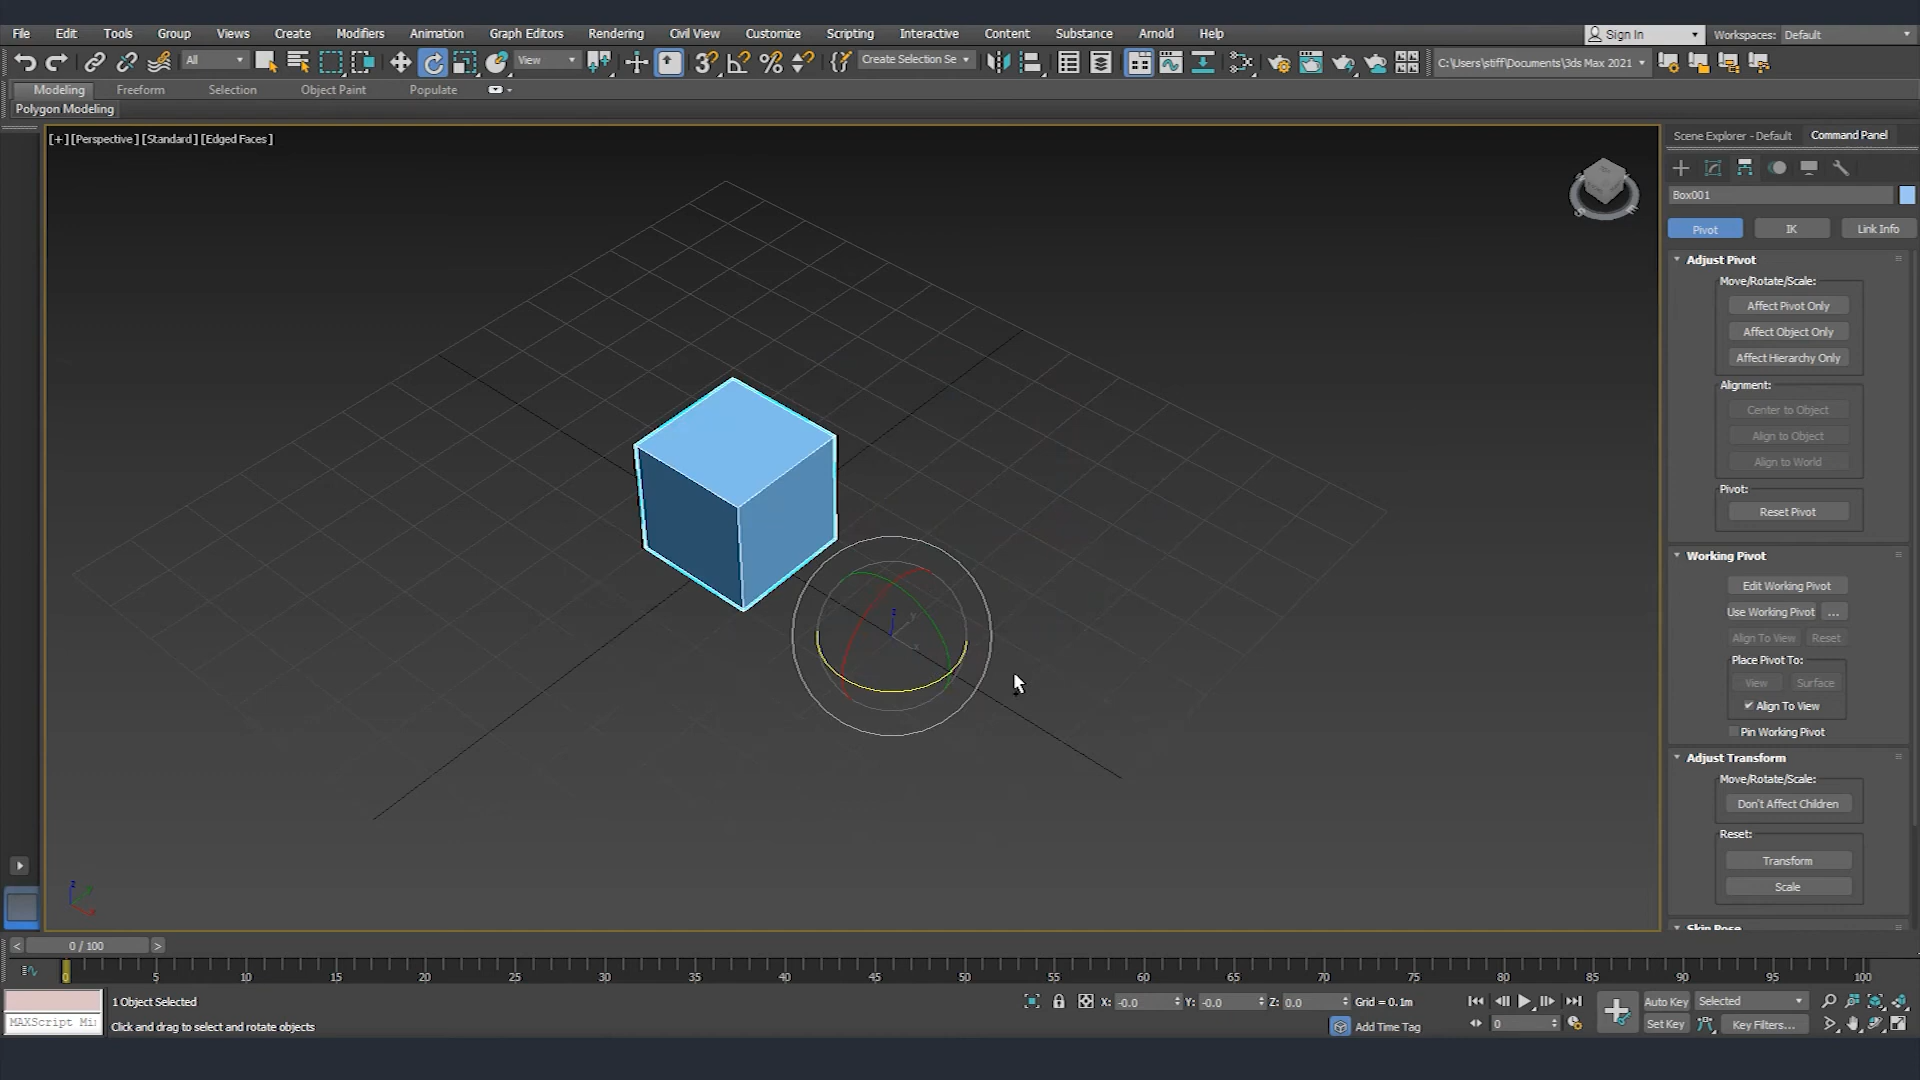 File Edit Tools Group Views Create Modifiers Animation Graph Editors Rendering Civil View Customize Scripting Interactive Content Substance Arnold Help Sign In Workspaces: Default
All View Create Selection Se C:\Users\stiff\Documents\3ds Max 2021
Modeling Freeform Selection Object Paint Populate
Polygon Modeling
[+] [Perspective] [Standard] [Edged Faces]
Scene Explorer - Default Command Panel
Box001
Pivot IK Link Info
Adjust Pivot
Move/Rotate/Scale:
Affect Pivot Only
Affect Object Only
Affect Hierarchy Only
Alignment:
Center to Object
Align to Object
Align to World
Pivot:
Reset Pivot
Working Pivot
Edit Working Pivot
Use Working Pivot ...
Align To View Reset
Place Pivot To:
View Surface
Align To View
Pin Working Pivot
Adjust Transform
Move/Rotate/Scale:
Don't Affect Children
Reset:
Transform
Scale
Skin Pose
z y x
z
< 0 / 100 >
0 5 10 15 20 25 30 35 40 45 50 55 60 65 70 75 80 85 90 95 100
1 Object Selected X: -0.0 Y: -0.0 Z: 0.0 Grid = 0.1m Auto Key Selected
MAXScript Mi Click and drag to select and rotate objects Add Time Tag 0 Set Key Key Filters...